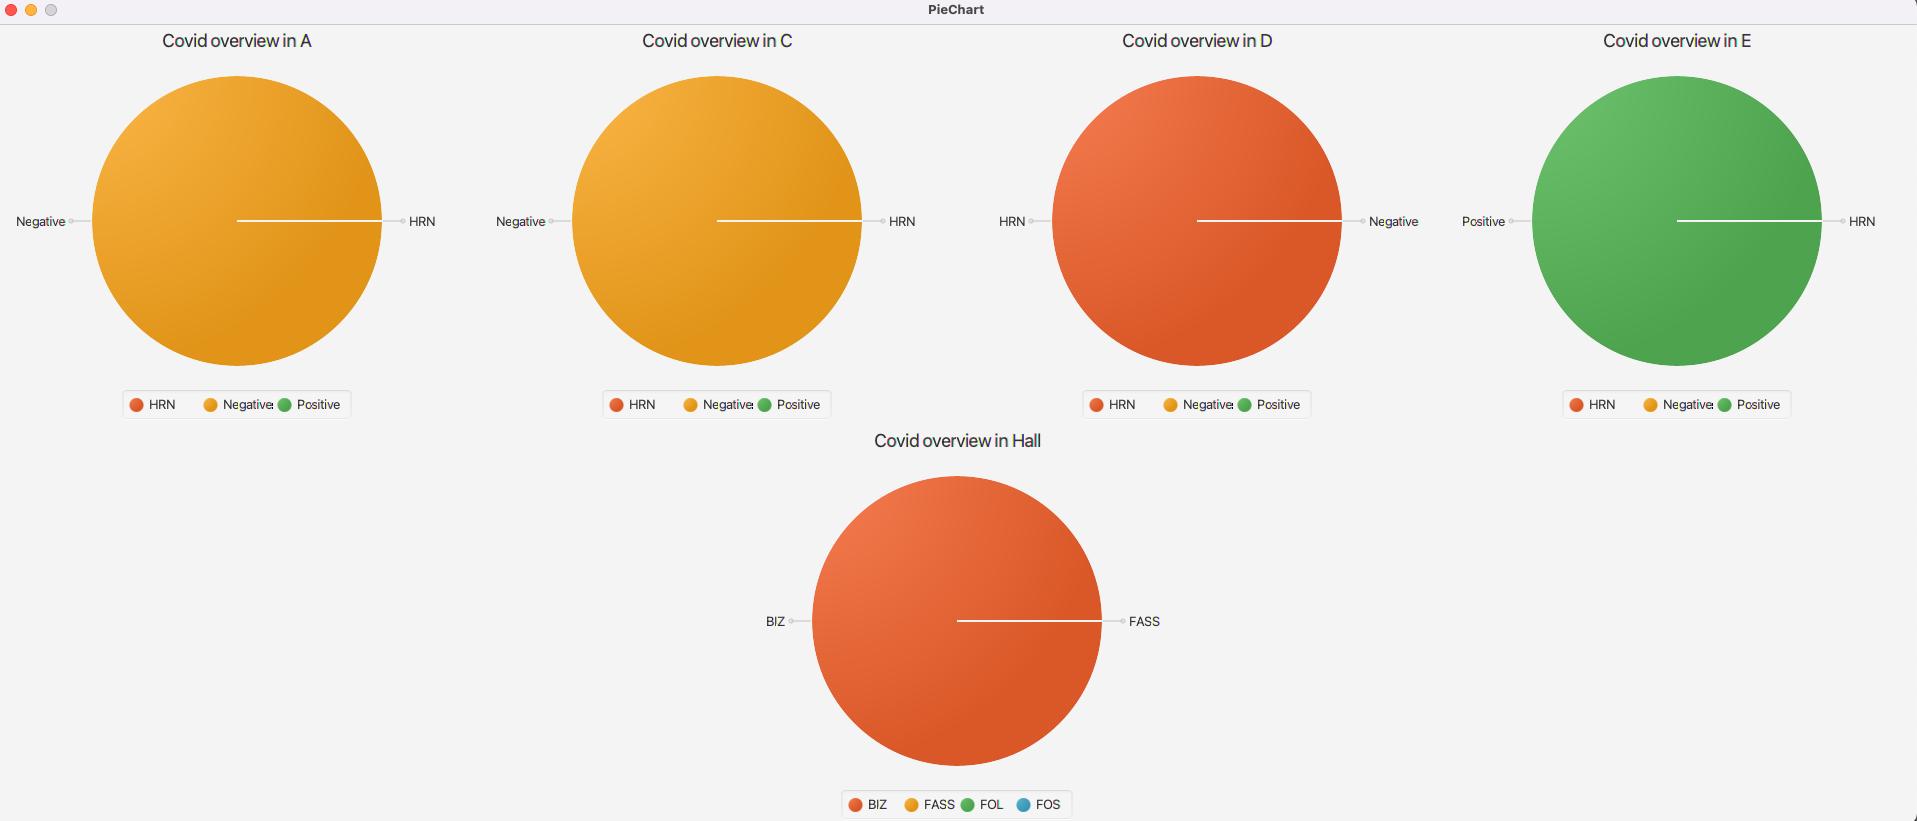 PieChart
Covid overview in A
Negative
HRN
HRN Negative Positive
Covid overview in C
Negative
HRN
HRN Negative Positive
Covid overview in D
HRN
Negative
HRN Negative Positive
Covid overview in E
Positive
HRN
HRN Negative Positive
Covid overview in Hall
BIZ
FASS
BIZ FASS FOL FOS